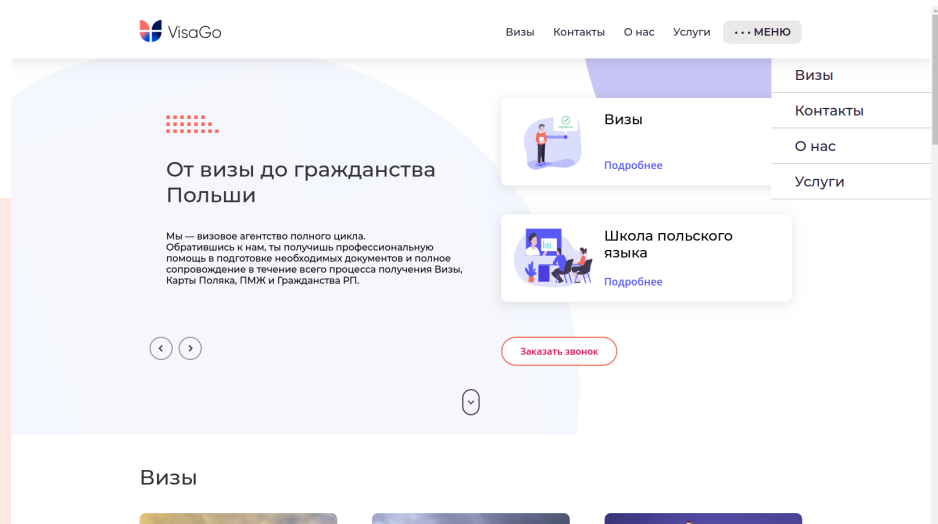 VisaGo
Визы Контакты О нас Услуги ••• МЕНЮ
Визы
Контакты
О нас
Услуги
От визы до гражданства
Польши
Мы — визовое агентство полного цикла.
Обратившись к нам, ты получишь профессиональную
помощь в подготовке необходимых документов и полное
сопровождение в течение всего процесса получения Визы,
Карты Поляка, ПМЖ и Гражданства РП.
Визы
Подробнее
Школа польского
языка
Подробнее
Заказать звонок
Визы